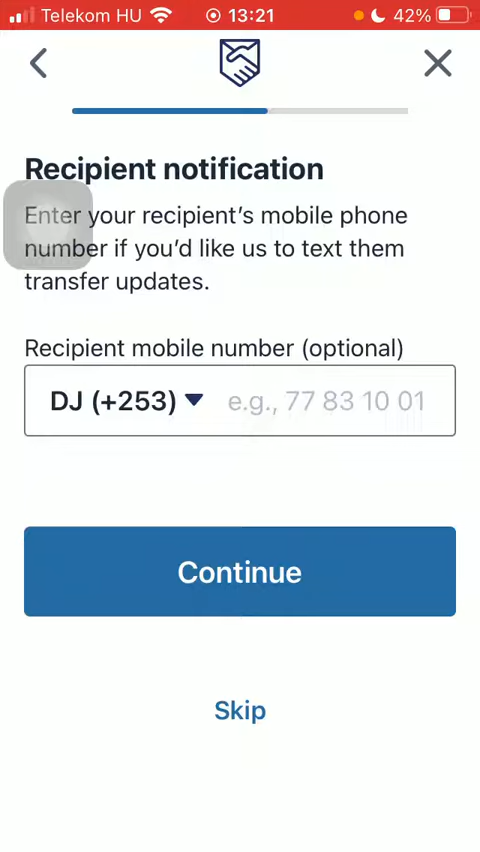 Telekom HU 13:21 42%
Recipient notification
Enter your recipient's mobile phone
number if you'd like us to text them
transfer updates.
Recipient mobile number (optional)
DJ (+253) e.g., 77 83 10 01
Continue
Skip